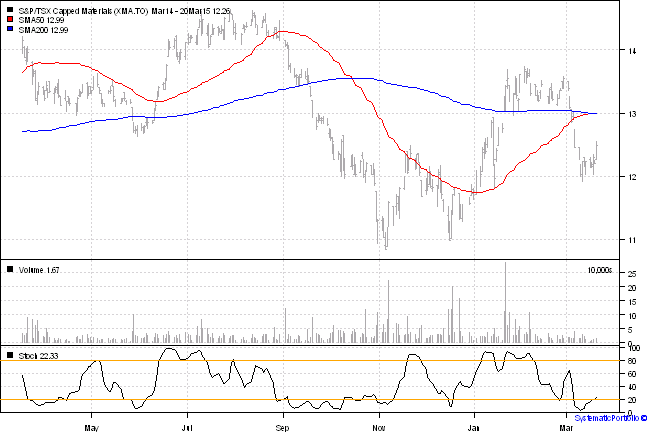 S&P/TSX Capped Materials (XMA.TO) Mar14 - 20Mar15 12.26
SMA50 12.99
SMA200 12.99
14
13
12
11
Volume 1.67
10,000s
25
20
15
10
5
0
Stoch 22.33
100
80
60
40
20
0
May
Jul
Sep
Nov
Jan
Mar
SystematicPortfolio ©